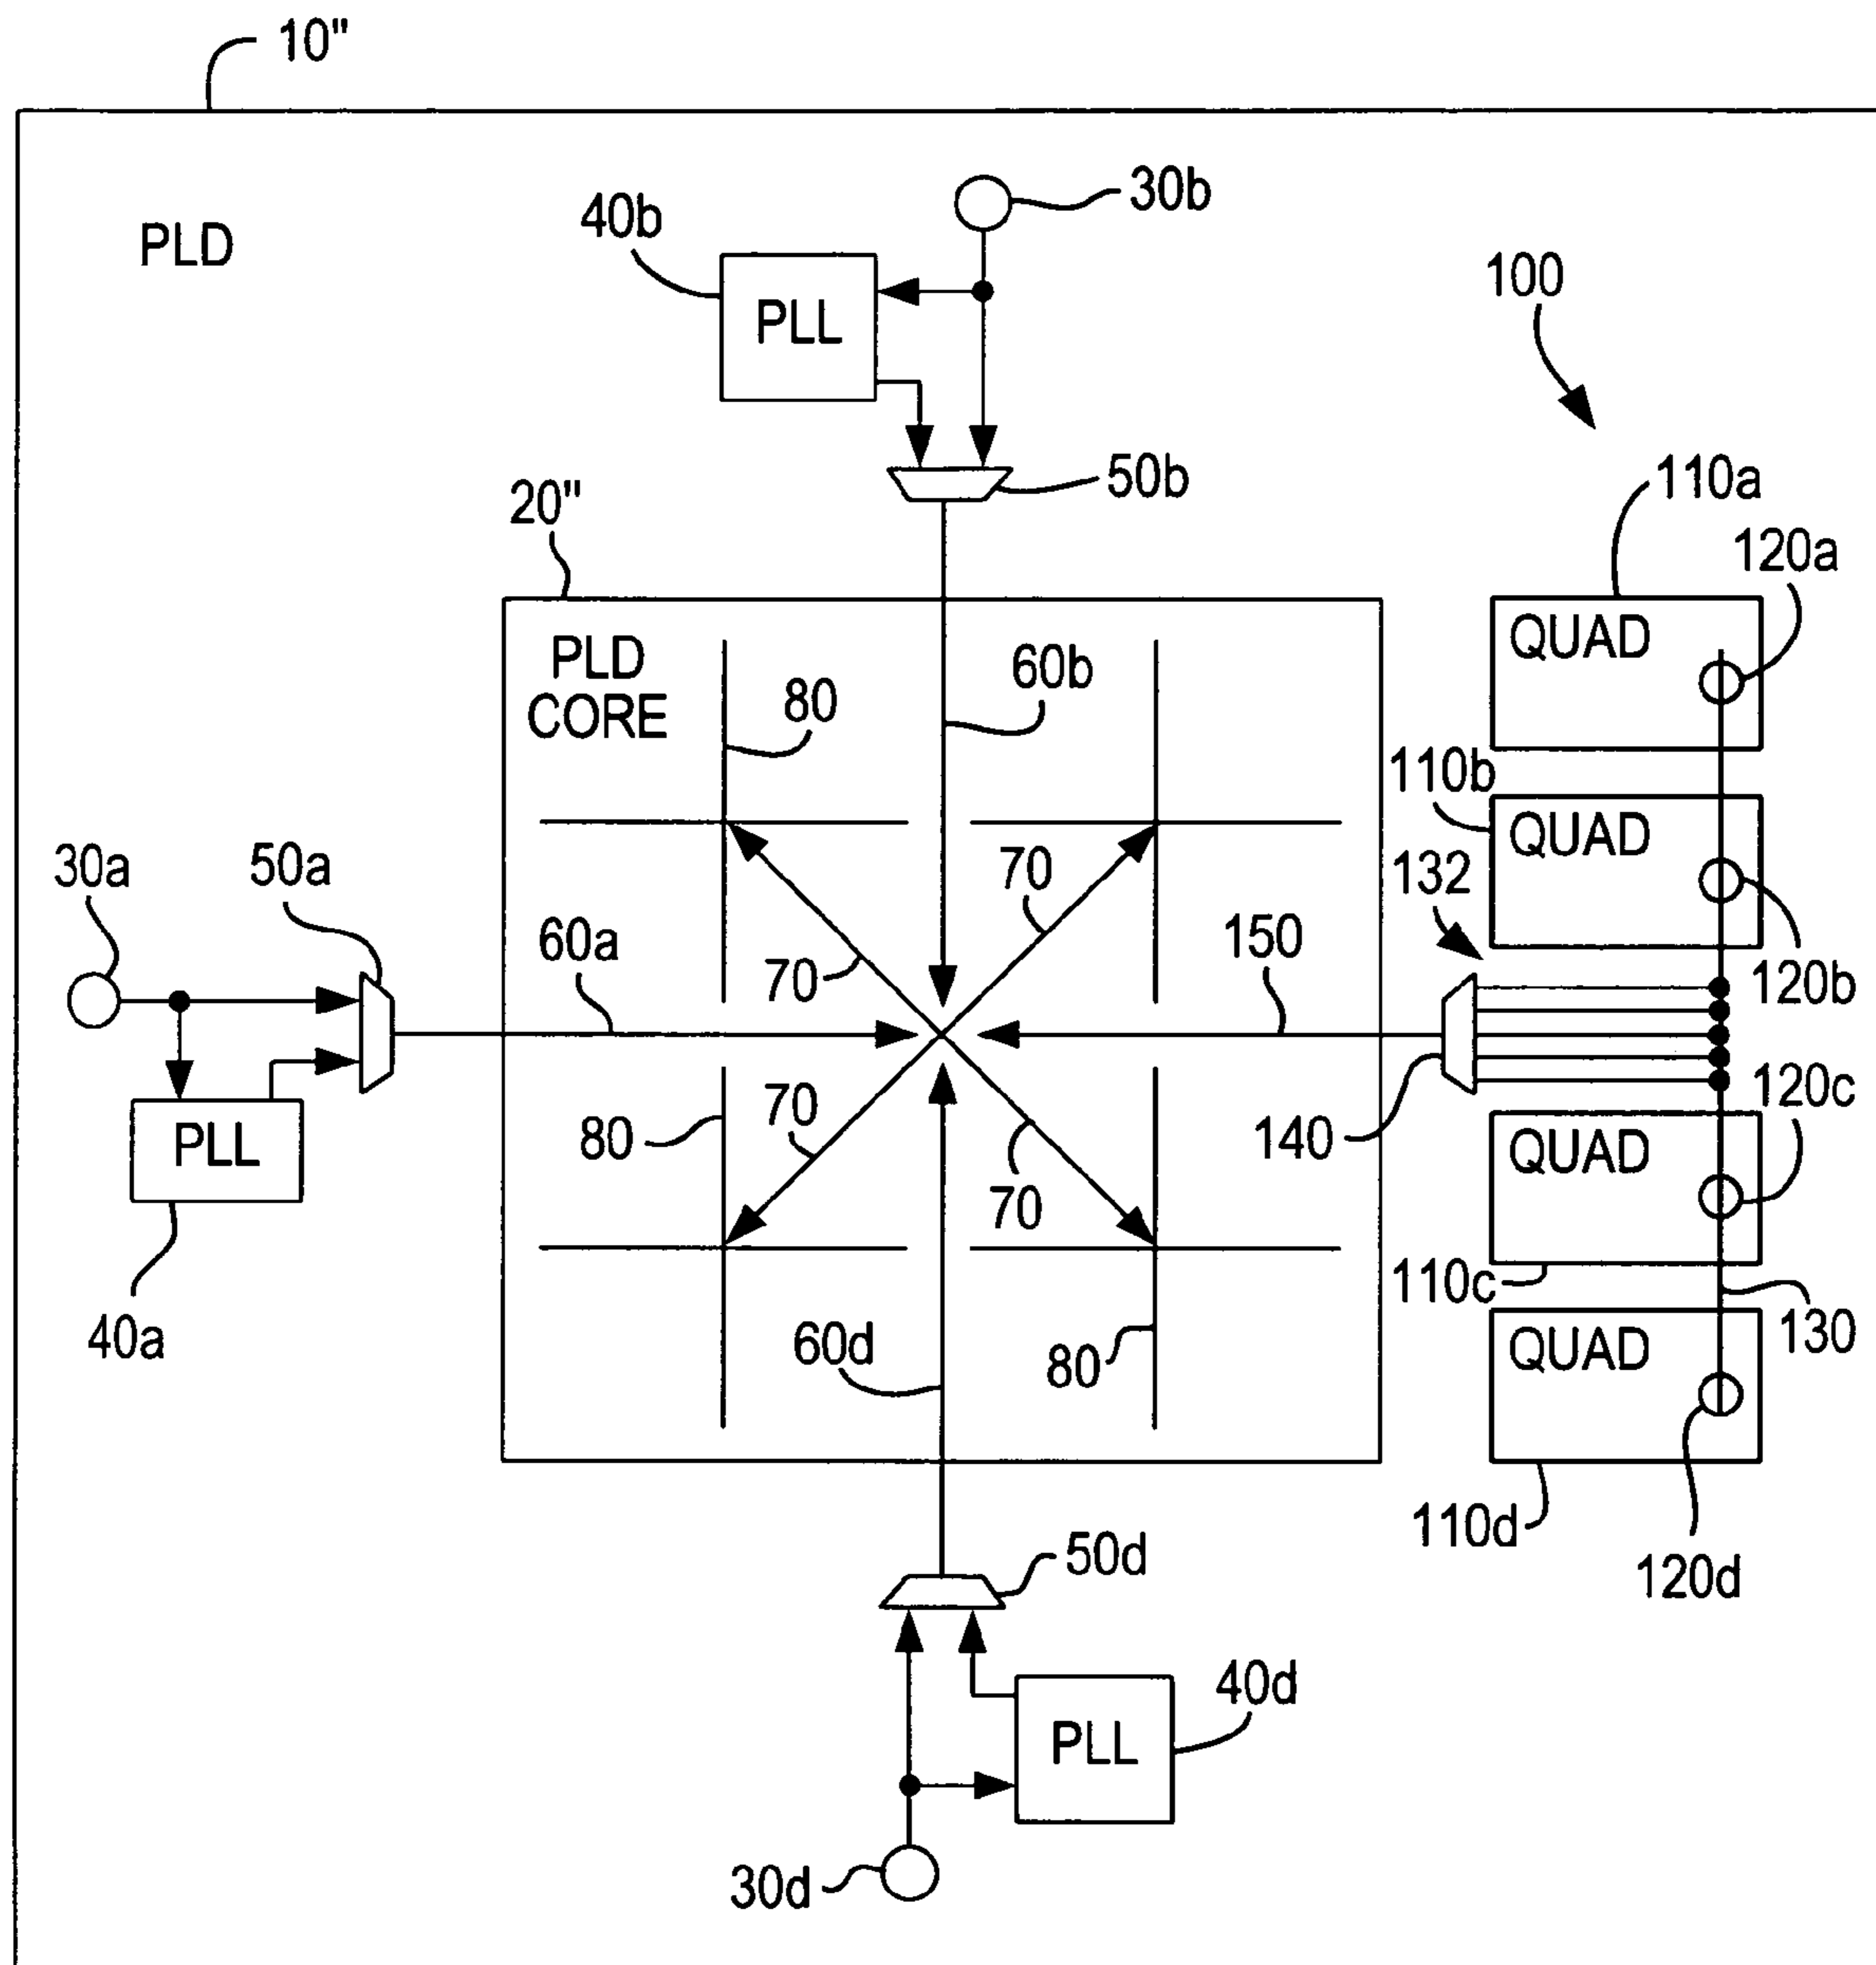 10"
30b
40b
PLD
100
PLL
110a
50b
20"
120a
QUAD
PLD
CORE
60b
80
110b
QUAD
30a
50a
132
70
60a
70
150
120b
120c
80
70
140
QUAD
PLL
70
110c
40a
60d
80
QUAD
130
110d
50d
120d
40d
PLL
30d